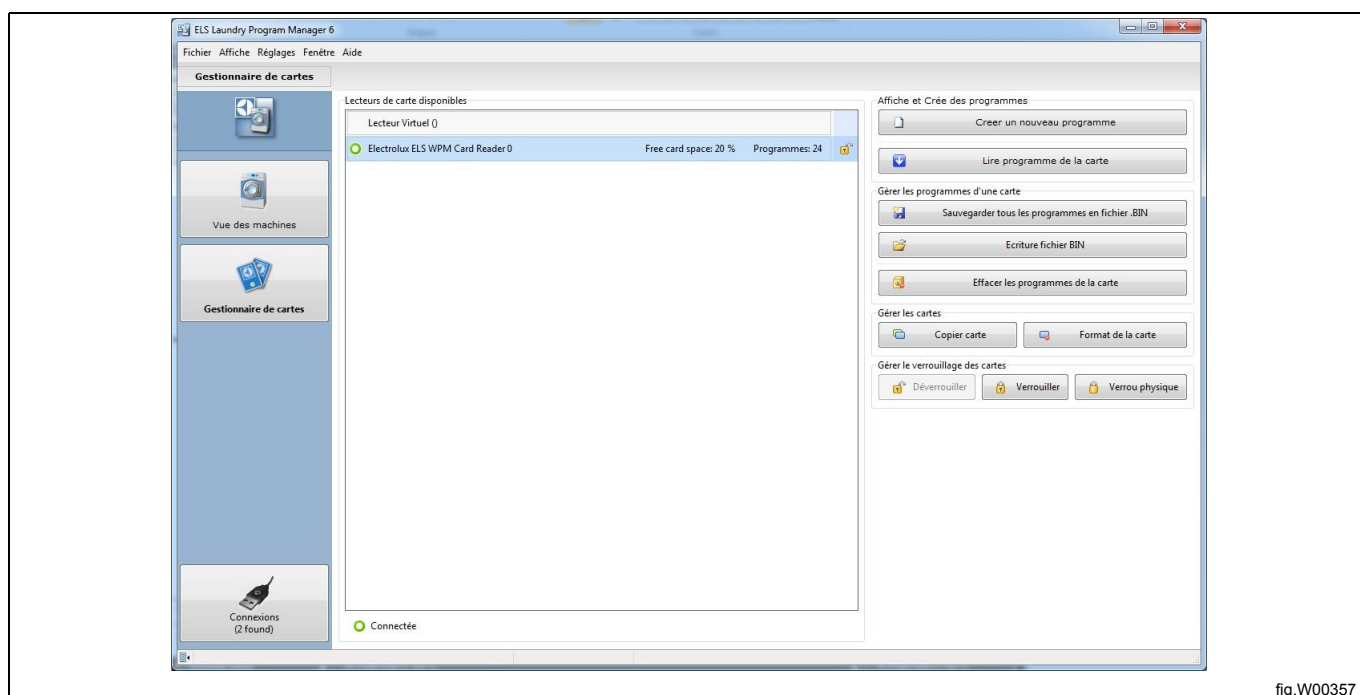 ELS Laundry Program Manager 6
Fichier Affiche Réglages Fenêtre Aide
Gestionnaire de cartes
Vue des machines
Gestionnaire de cartes
Connexions
(2 found)
Lecteurs de carte disponibles
Lecteur Virtuel ()
Electrolux ELS WPM Card Reader 0 Free card space: 20 % Programmes: 24
Connectée
Affiche et Crée des programmes
Creer un nouveau programme
Lire programme de la carte
Gérer les programmes d'une carte
Sauvegarder tous les programmes en fichier .BIN
Ecriture fichier BIN
Effacer les programmes de la carte
Gérer les cartes
Copier carte Format de la carte
Gérer le verrouillage des cartes
Déverrouiller Verrouiller Verrou physique
fig.W00357